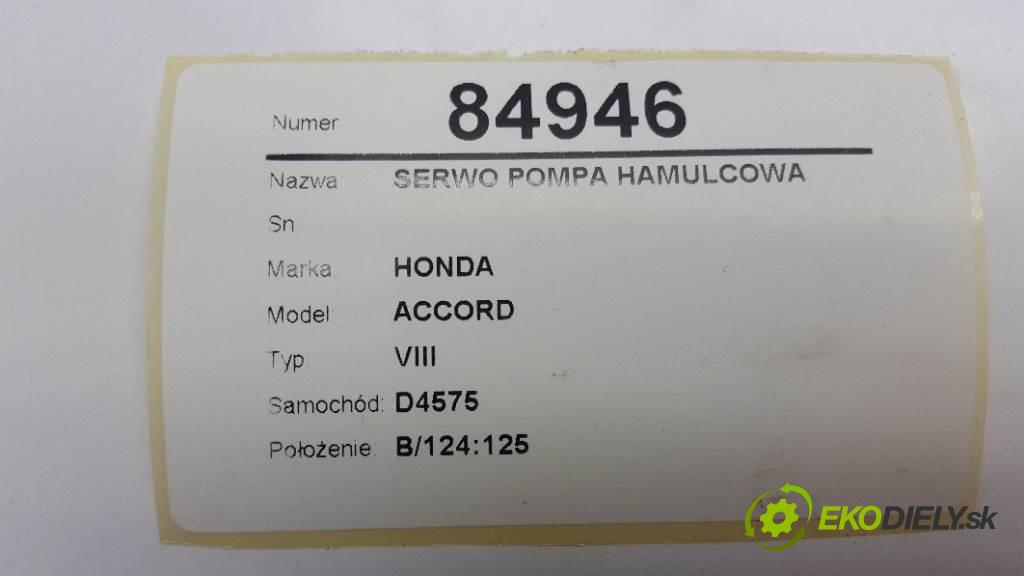 Numer 84946
Nazwa SERWO POMPA HAMULCOWA
Sn
Marka: HONDA
Model: ACCORD
Typ: VIII
Samochód: D4575
Położenie: B/124:125
EKODIELY.sk